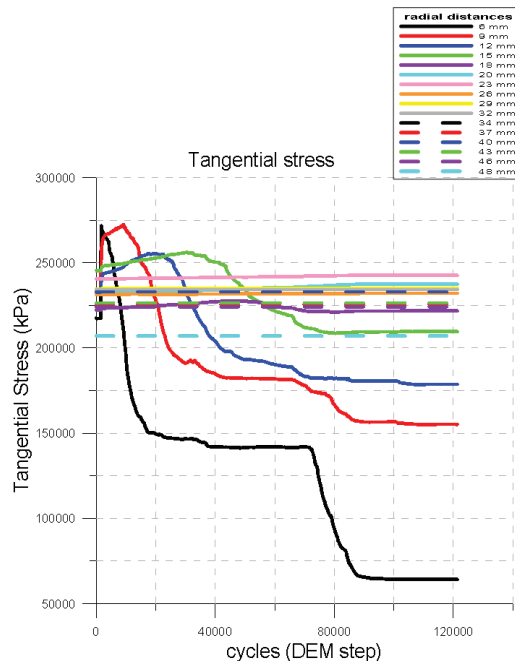 radial distances
6 mm
9 mm
12 mm
15 mm
18 mm
20 mm
23 mm
26 mm
29 mm
32 mm
34 mm
37 mm
40 mm
43 mm
46 mm
48 mm
Tangential stress
300000
250000
200000
150000
100000
50000
Tangential Stress (kPa)
0 40000 80000 120000
cycles (DEM step)